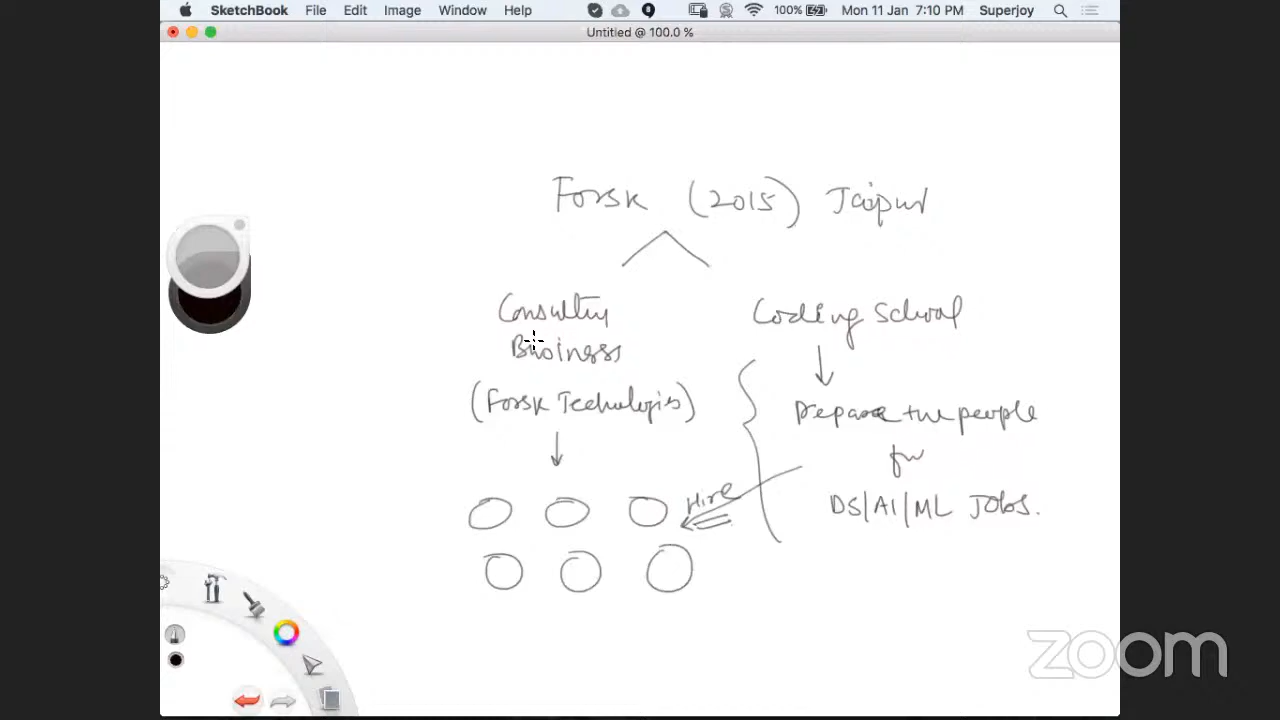 SketchBook File Edit Image Window Help 100% Mon 11 Jan 7:10 PM Superjoy
Untitled @ 100.0 %
Forsk (2015) Jaipur
Consulting
Business
(Forsk Technologies)
Coding School
Prepare the people
for
DS/AI/ML Jobs.
Hire
zoom